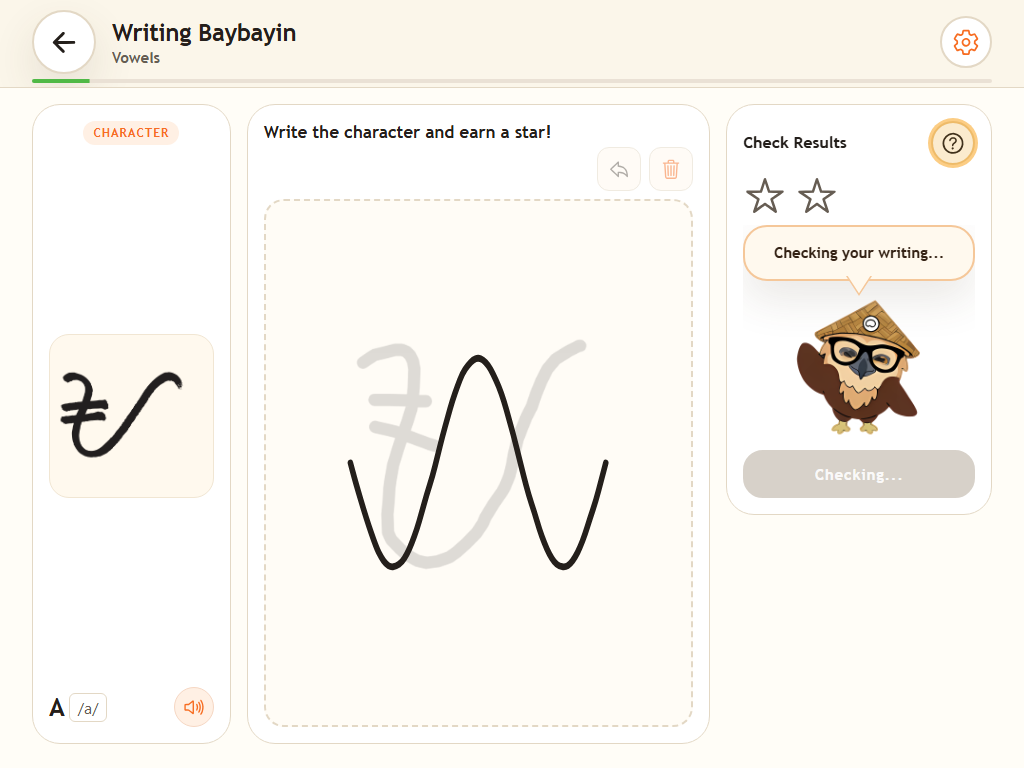 Writing Baybayin
Vowels
CHARACTER
ᜀ
A /a/
Write the character and earn a star!
Check Results
Checking your writing...
Checking...